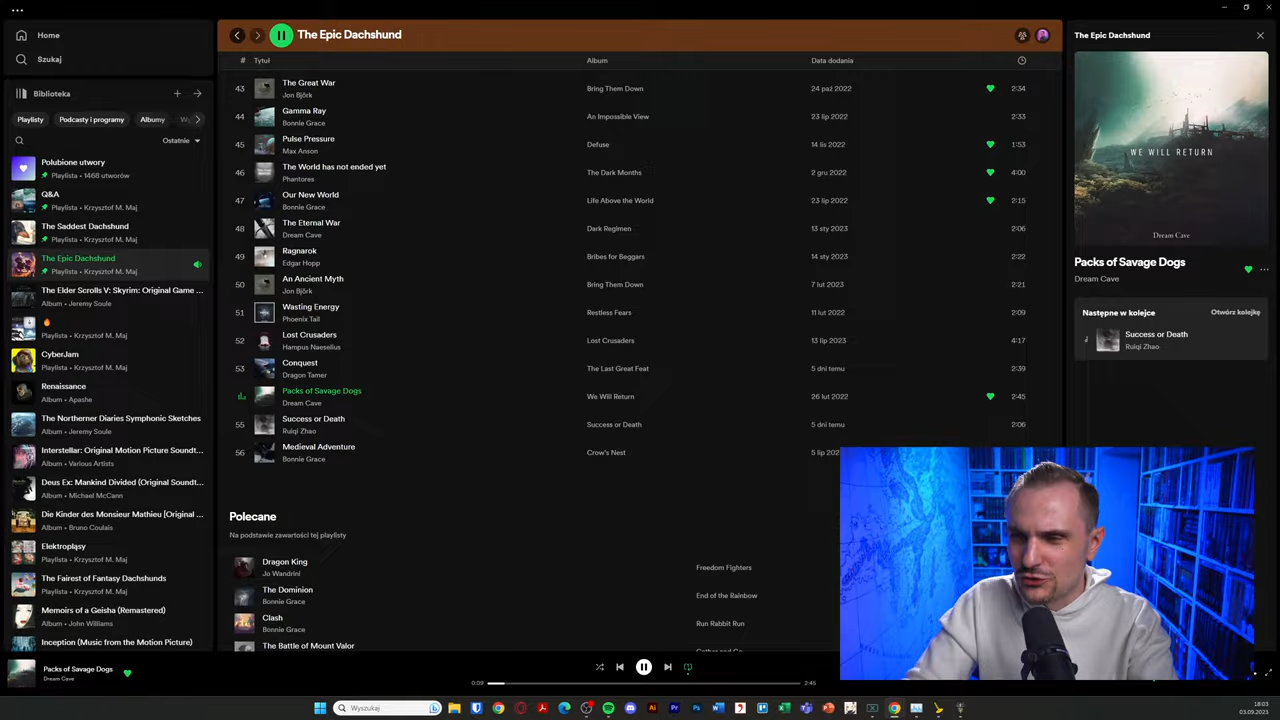 Home
The Epic Dachshund
The Epic Dachshund
Szukaj
# Tytuł Album Data dodania
Biblioteka
Playlisty Podcasty i programy Albumy
Ostatnie
Polubione utwory
Playlista • 1468 utworów
Q&A
Playlista • Krzysztof M. Maj
The Saddest Dachshund
Playlista • Krzysztof M. Maj
The Epic Dachshund
Playlista • Krzysztof M. Maj
The Elder Scrolls V: Skyrim: Original Game ...
Album • Jeremy Soule
🔥
Playlista • Krzysztof M. Maj
CyberJam
Playlista • Krzysztof M. Maj
Renaissance
Album • Apashe
The Northerner Diaries Symphonic Sketches
Album • Jeremy Soule
Interstellar: Original Motion Picture Soundt...
Album • Various Artists
Deus Ex: Mankind Divided (Original Soundt...
Album • Michael McCann
Die Kinder des Monsieur Mathieu [Original ...
Album • Bruno Coulais
Elektropląsy
Playlista • Krzysztof M. Maj
The Fairest of Fantasy Dachshunds
Playlista • Krzysztof M. Maj
Memoirs of a Geisha (Remastered)
Album • John Williams
Inception (Music from the Motion Picture)
43 The Great War Bring Them Down 24 paź 2022 2:34
Jon Björk
44 Gamma Ray An Impossible View 23 lip 2022 2:33
Bonnie Grace
45 Pulse Pressure Defuse 14 lis 2022 1:53
Max Anson
46 The World has not ended yet The Dark Months 2 gru 2022 4:00
Phantores
47 Our New World Life Above the World 23 lip 2022 2:15
Bonnie Grace
48 The Eternal War Dark Regimen 13 sty 2023 2:06
Dream Cave
49 Ragnarok Bribes for Beggars 14 sty 2023 2:22
Edgar Hopp
50 An Ancient Myth Bring Them Down 7 lut 2023 2:21
Jon Björk
51 Wasting Energy Restless Fears 11 lut 2022 2:09
Phoenix Tail
52 Lost Crusaders Lost Crusaders 13 lip 2023 4:17
Hampus Naeselius
53 Conquest The Last Great Feat 5 dni temu 2:39
Dragon Tamer
Packs of Savage Dogs We Will Return 26 lut 2022 2:45
Dream Cave
55 Success or Death Success or Death 5 dni temu 2:06
Ruiqi Zhao
56 Medieval Adventure Crow's Nest 5 lip 202
Bonnie Grace
Polecane
Na podstawie zawartości tej playlisty
Dragon King Freedom Fighters
Jo Wandrini
The Dominion End of the Rainbow
Bonnie Grace
Clash Run Rabbit Run
Bonnie Grace
The Battle of Mount Valor
WE WILL RETURN
Dream Cave
Packs of Savage Dogs
Dream Cave
Następne w kolejce Otwórz kolejkę
Success or Death
Ruiqi Zhao
Packs of Savage Dogs
Dream Cave
0:09 2:45
Wyszukaj
18:03
03.09.2023